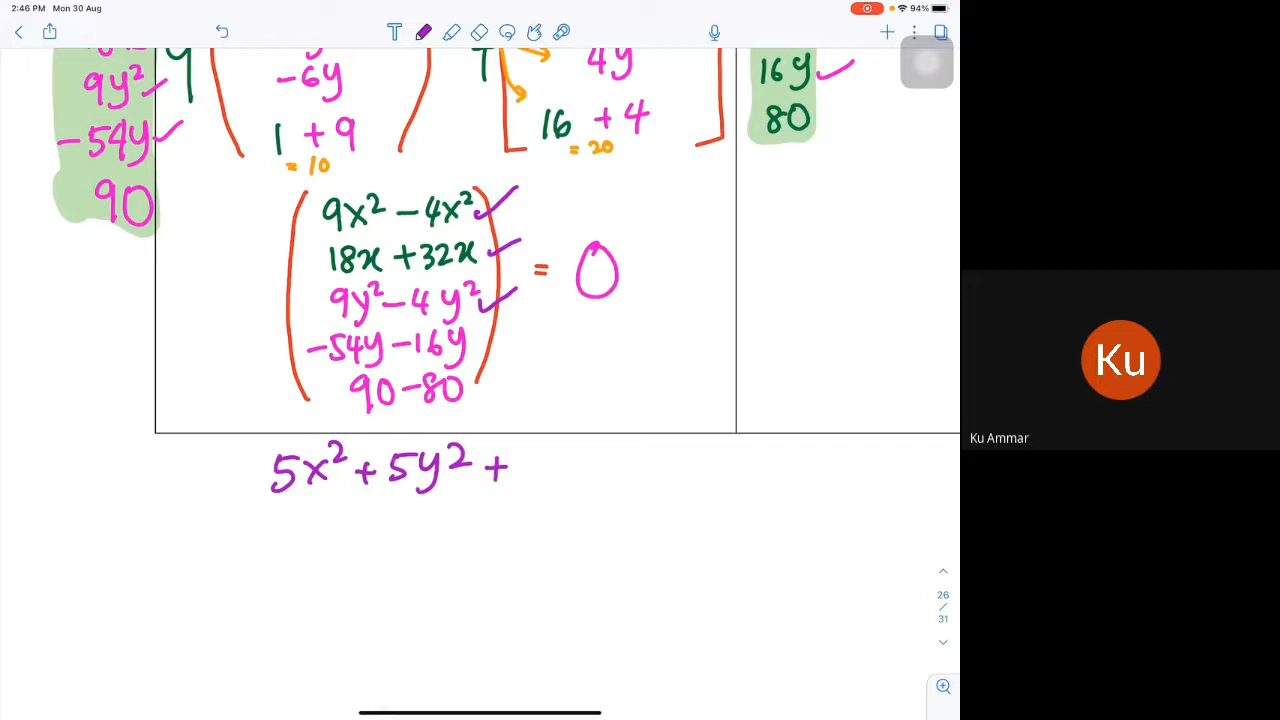 2:46 PM Mon 30 Aug
94%
9y²
-54y
90
-6y
1 + 9
= 10
4y
16 + 4
= 20
16y
80
9x² - 4x²
18x + 32x
9y² - 4y²
-54y - 16y
90 - 80
= 0
5x² + 5y² +
26
/
31
Ku
Ku Ammar